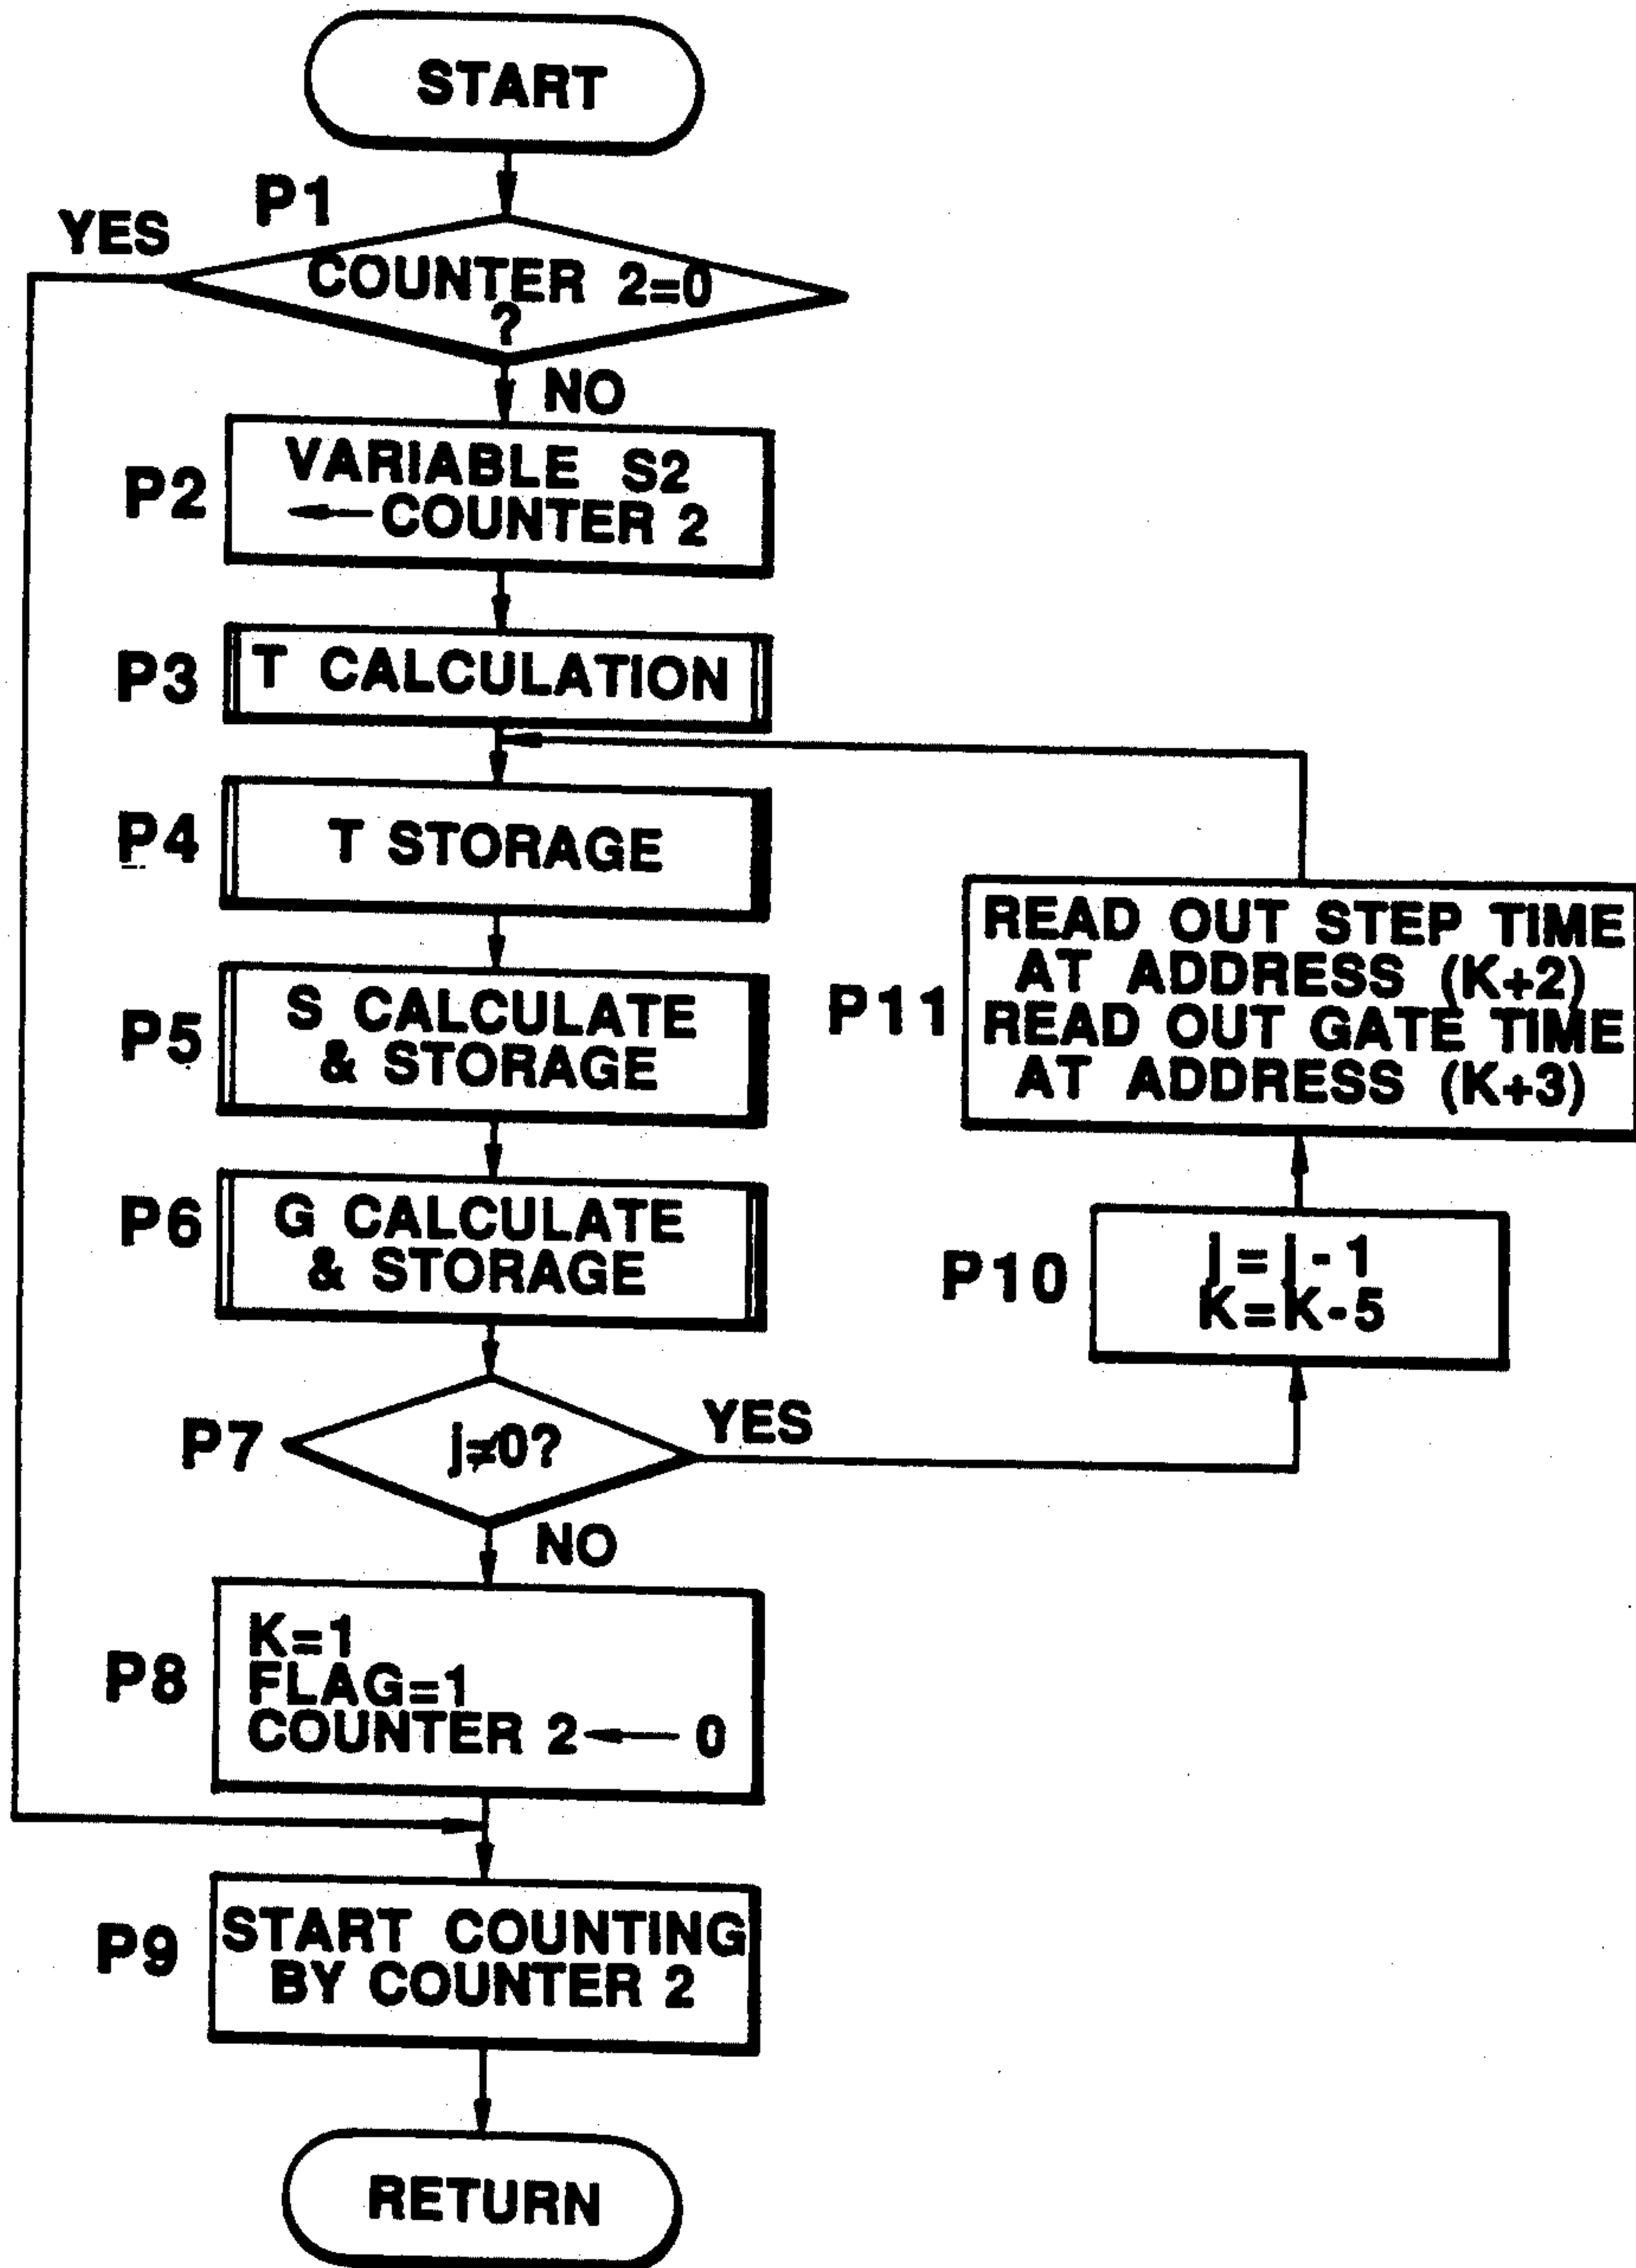 START
P1
YES
COUNTER 2=0
?
NO
P2
VARIABLE S2
←COUNTER 2
P3
T CALCULATION
P4
T STORAGE
P5
S CALCULATE
& STORAGE
P6
G CALCULATE
& STORAGE
P7
j≠0?
YES
NO
P8
K=1
FLAG=1
COUNTER 2← 0
P9
START COUNTING
BY COUNTER 2
RETURN
P10
j=j-1
K=K-5
P11
READ OUT STEP TIME
AT ADDRESS (K+2)
READ OUT GATE TIME
AT ADDRESS (K+3)